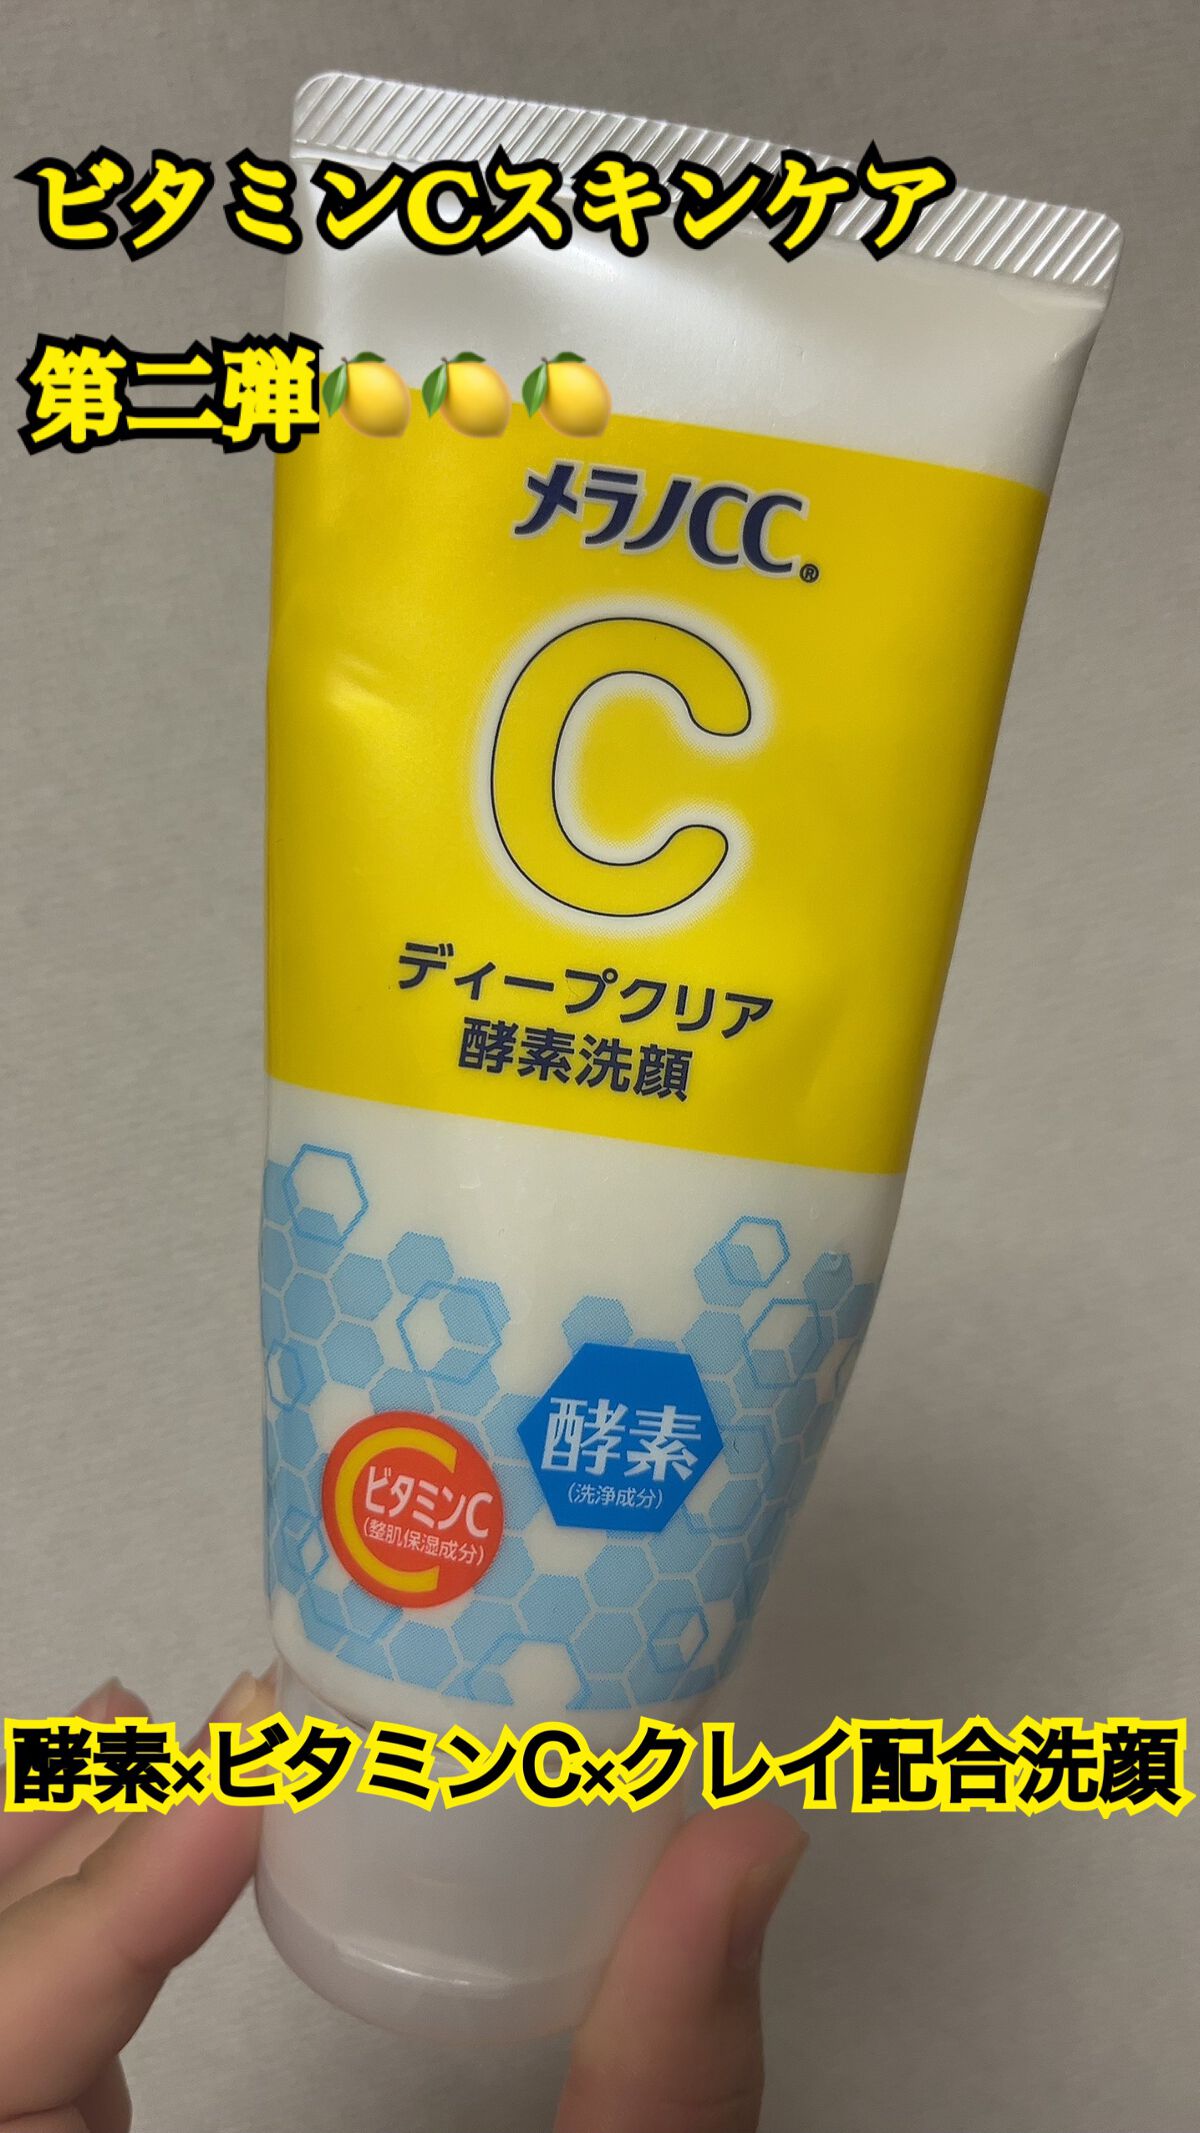 ビタミンCスキンケア
第二弾🍋🍋🍋
メラノCC®
C
ディープクリア
酵素洗顔
酵素
(洗浄成分)
ビタミンC
(整肌保湿成分)
酵素×ビタミンC×クレイ配合洗顔